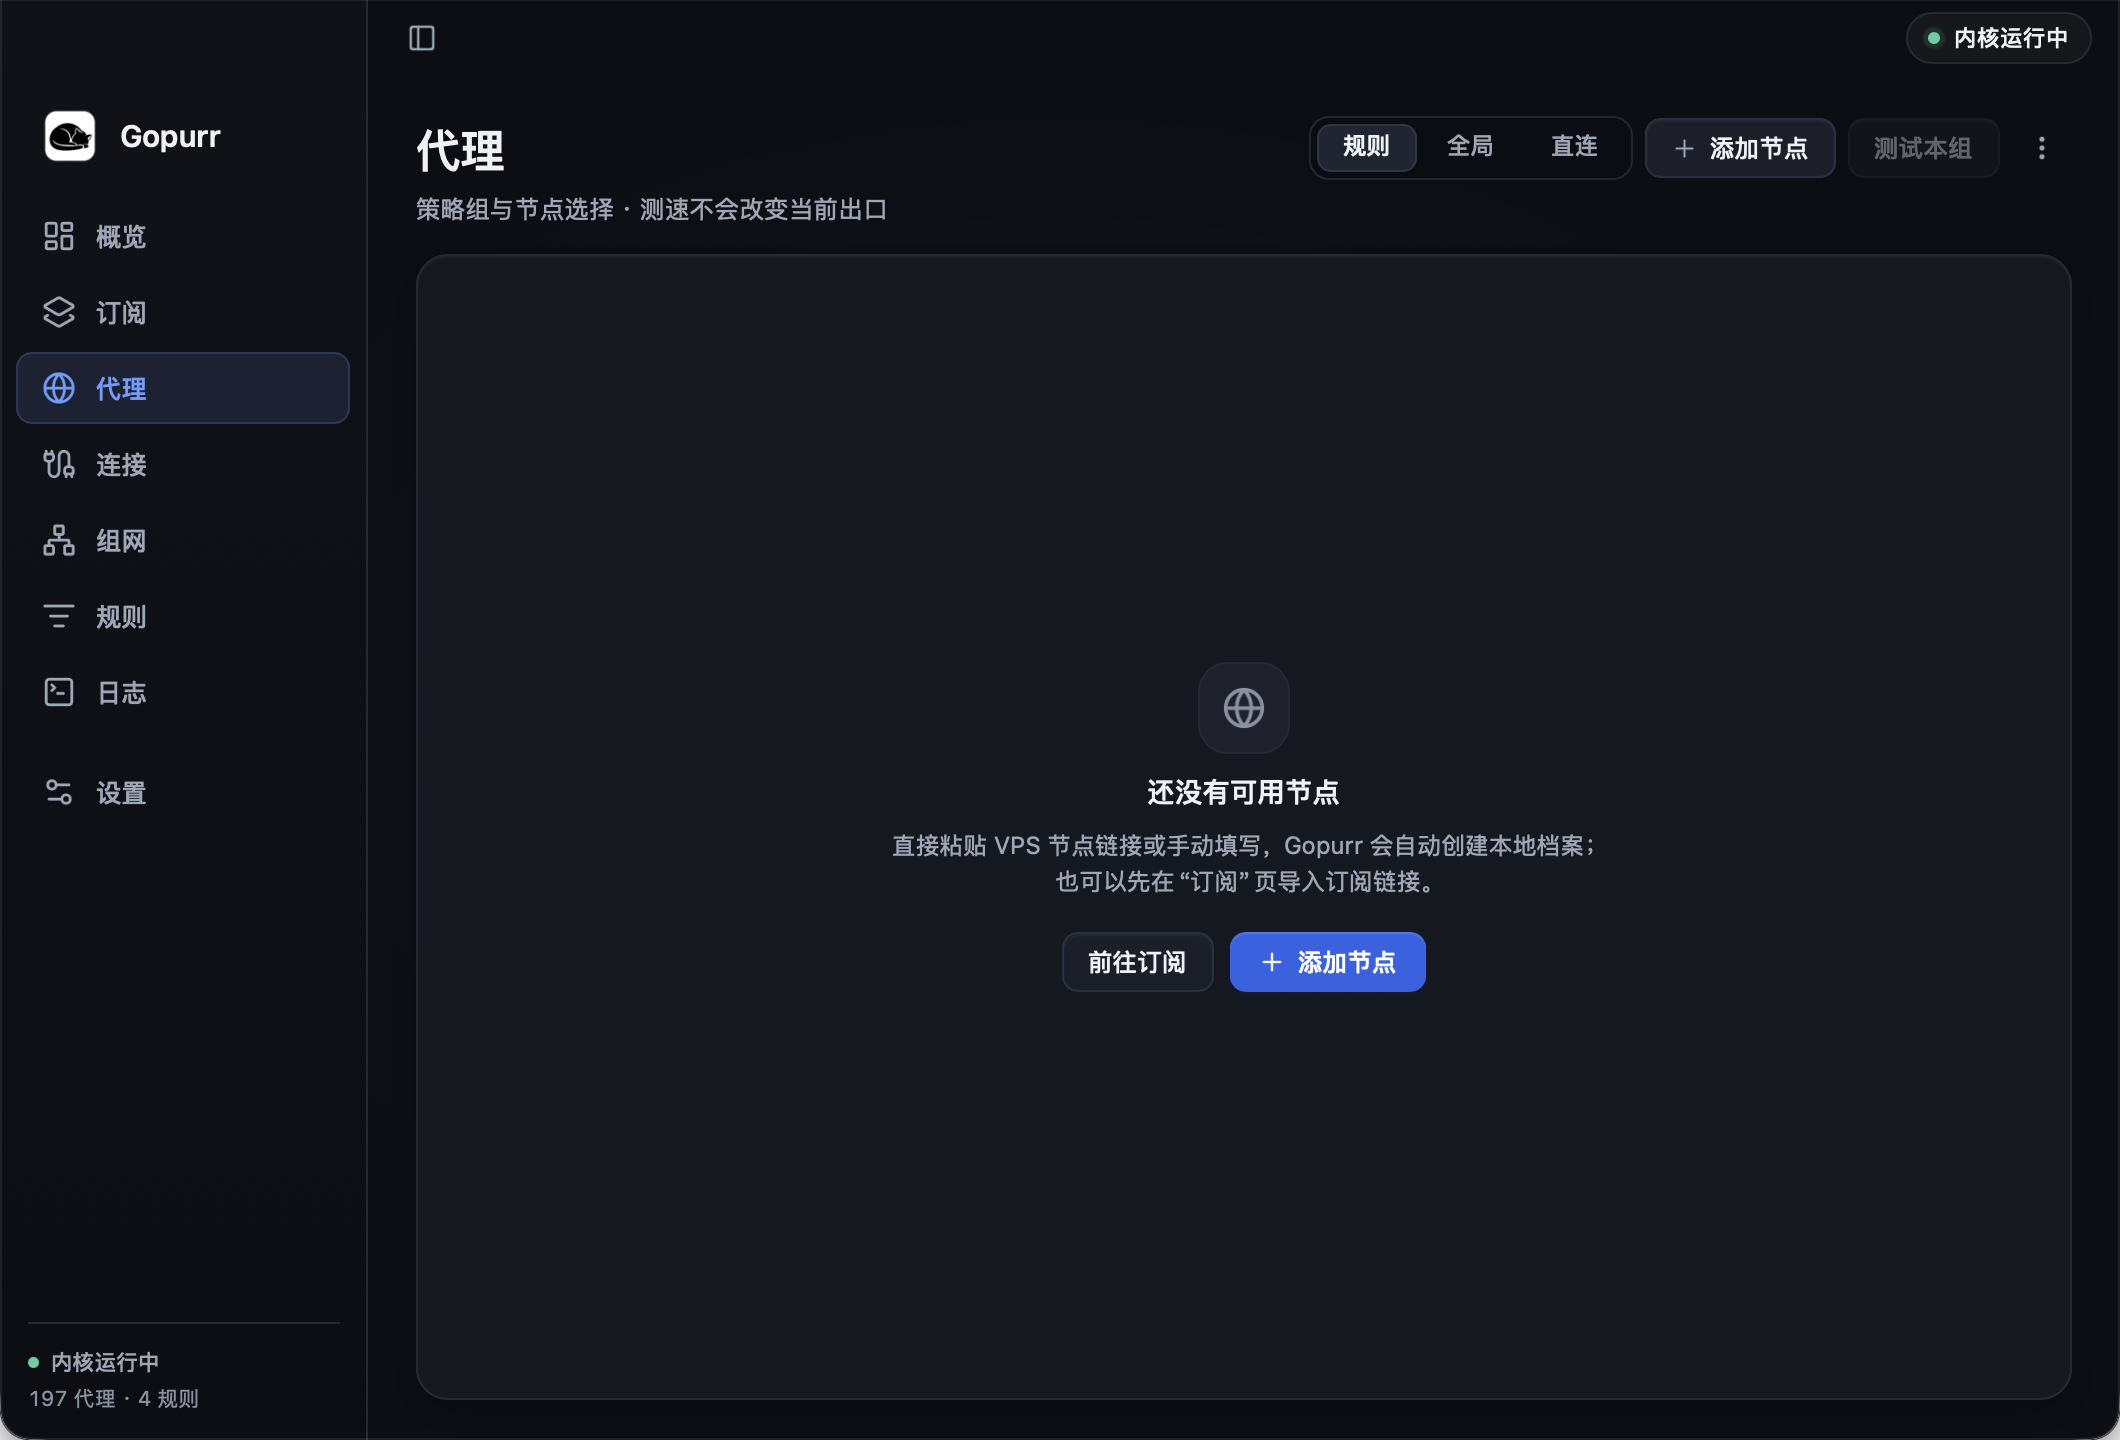 内核运行中
Gopurr
概览
订阅
代理
连接
组网
规则
日志
设置
内核运行中
197 代理 · 4 规则
代理
策略组与节点选择 · 测速不会改变当前出口
规则 全局 直连 + 添加节点 测试本组
还没有可用节点
直接粘贴 VPS 节点链接或手动填写，Gopurr 会自动创建本地档案；
也可以先在 “订阅” 页导入订阅链接。
前往订阅 + 添加节点